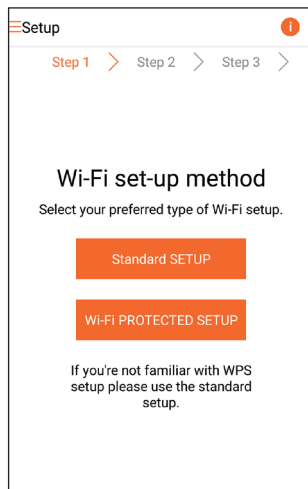 Setup
i
Step 1 Step 2 Step 3
Wi-Fi set-up method
Select your preferred type of Wi-Fi setup.
Standard SETUP
Wi-Fi PROTECTED SETUP
If you're not familiar with WPS
setup please use the standard
setup.